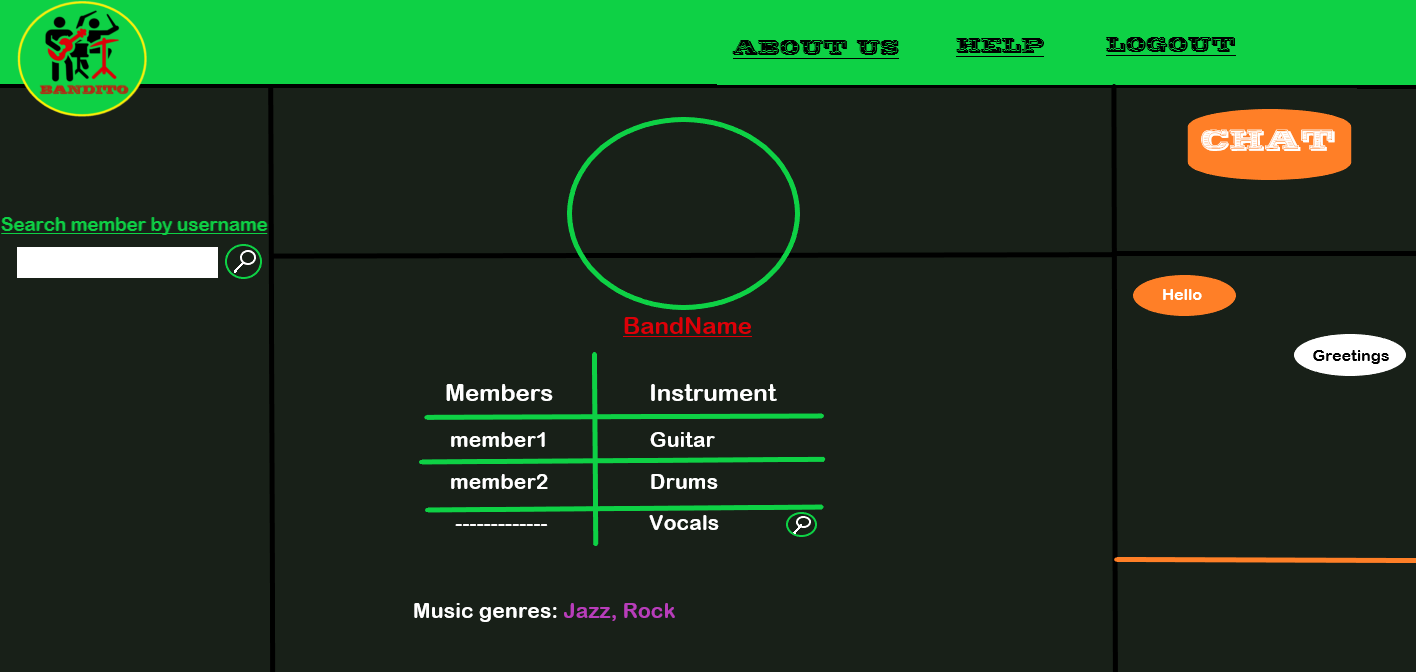 BANDITO
ABOUT US
HELP
LOGOUT
CHAT
Search member by username
Hello
Greetings
BandName
Members Instrument
member1 Guitar
member2 Drums
------------- Vocals
Music genres: Jazz, Rock